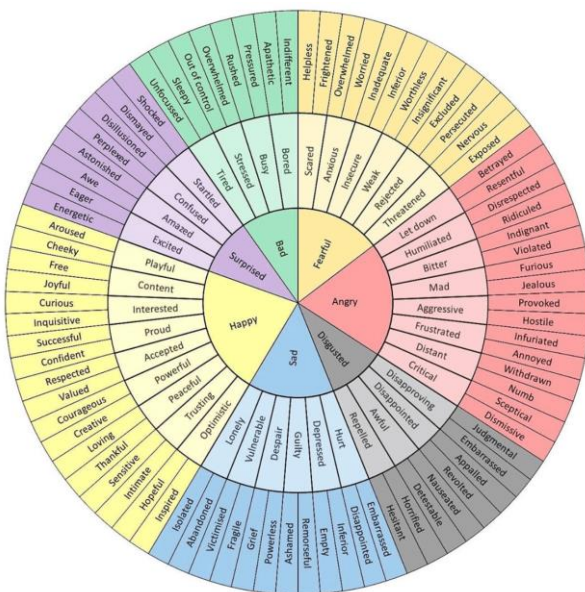 Fearful
Angry
Disgusted
Sad
Happy
Surprised
Bad
Scared
Anxious
Insecure
Weak
Rejected
Threatened
Let down
Humiliated
Bitter
Mad
Aggressive
Frustrated
Distant
Critical
Disapproving
Disappointed
Awful
Repelled
Hurt
Depressed
Guilty
Despair
Vulnerable
Lonely
Optimistic
Trusting
Peaceful
Powerful
Accepted
Proud
Interested
Content
Playful
Excited
Amazed
Confused
Startled
Tired
Stressed
Busy
Bored
Helpless
Frightened
Overwhelmed
Worried
Inadequate
Inferior
Worthless
Insignificant
Excluded
Persecuted
Nervous
Exposed
Betrayed
Resentful
Disrespected
Ridiculed
Indignant
Violated
Furious
Jealous
Provoked
Hostile
Infuriated
Annoyed
Withdrawn
Numb
Sceptical
Dismissive
Judgmental
Embarrassed
Appalled
Revolted
Nauseated
Detestable
Horrified
Hesitant
Embarrassed
Disappointed
Inferior
Empty
Remorseful
Ashamed
Powerless
Grief
Fragile
Victimised
Abandoned
Isolated
Inspired
Hopeful
Intimate
Sensitive
Thankful
Loving
Creative
Courageous
Valued
Respected
Confident
Successful
Inquisitive
Curious
Joyful
Free
Cheeky
Aroused
Energetic
Eager
Awe
Astonished
Perplexed
Disillusioned
Dismayed
Shocked
Unfocussed
Sleepy
Out of control
Overwhelmed
Rushed
Pressured
Apathetic
Indifferent